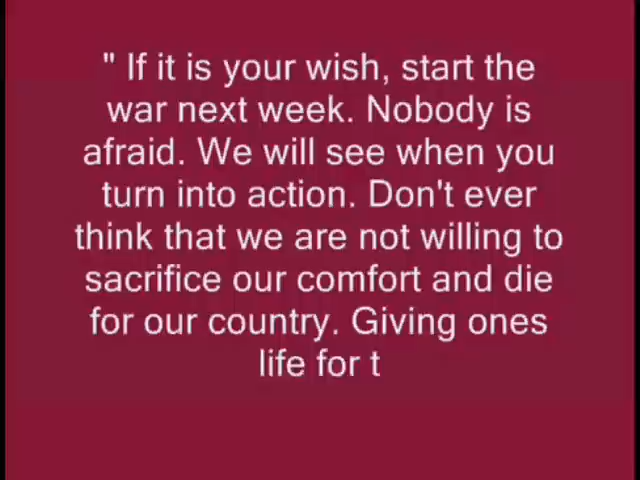 " If it is your wish, start the
war next week. Nobody is
afraid. We will see when you
turn into action. Don't ever
think that we are not willing to
sacrifice our comfort and die
for our country. Giving ones
life for t